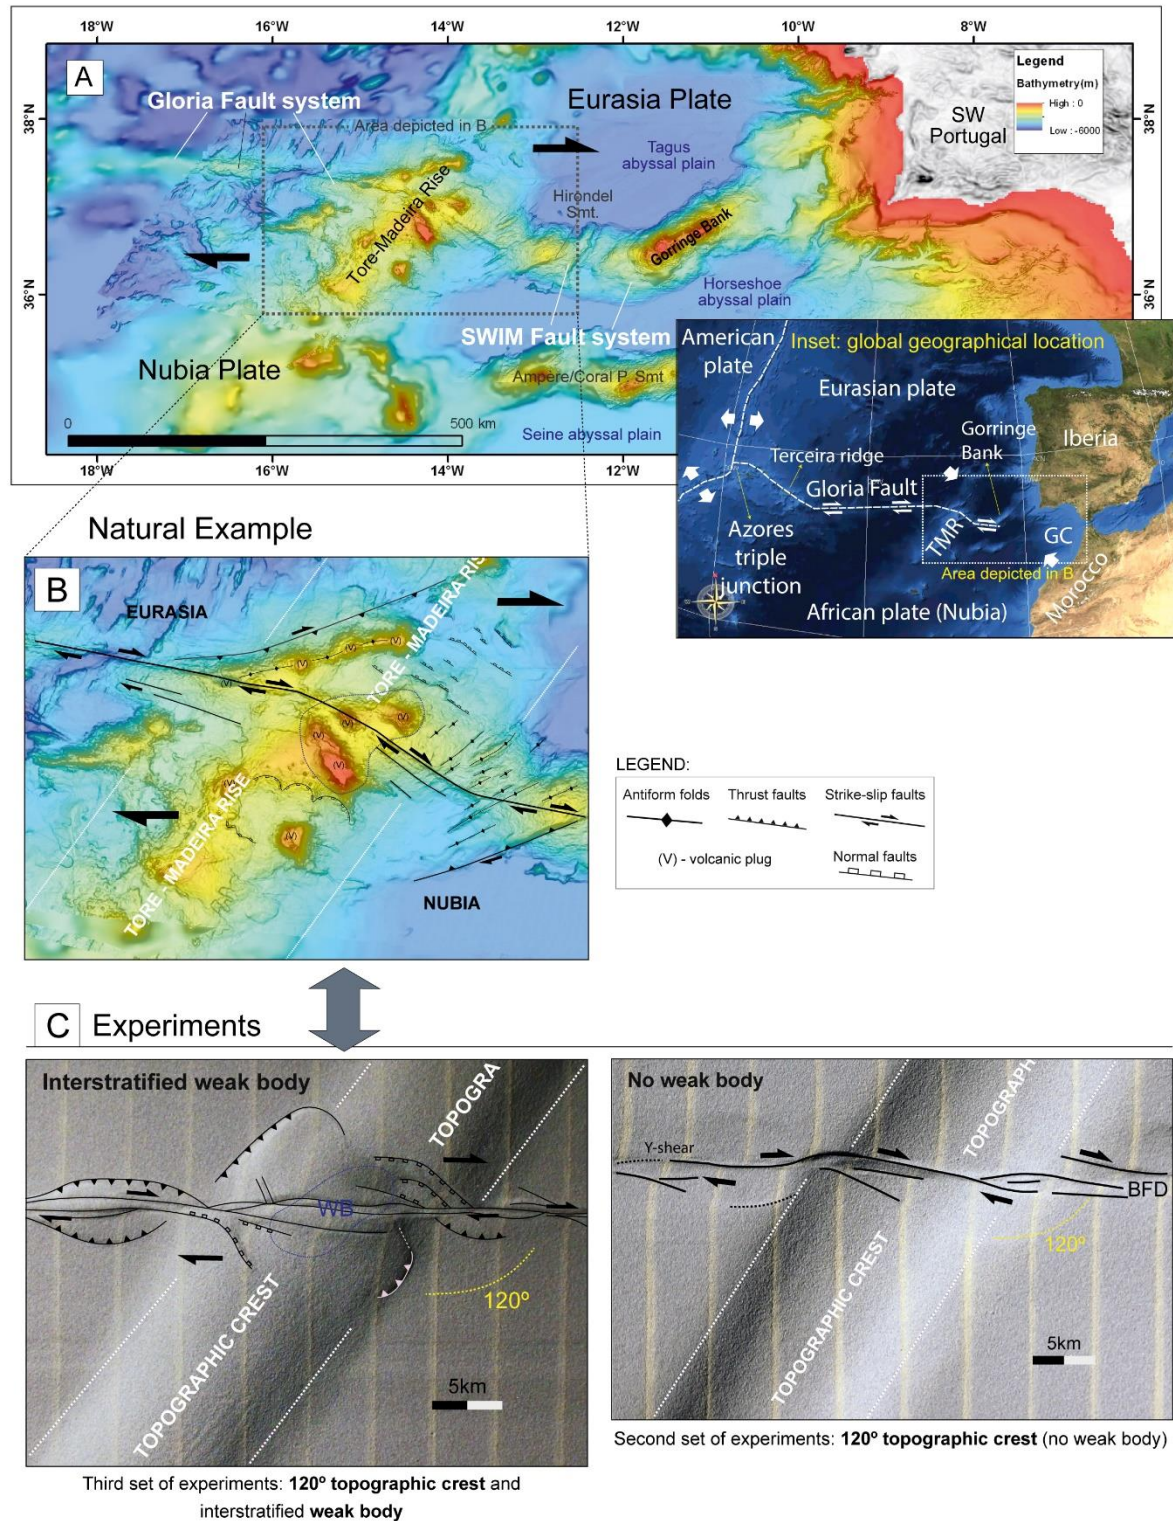 18°W
16°W
14°W
12°W
10°W
8°W
A
Gloria Fault system
Eurasia Plate
Legend
Bathymetry(m)
High : 0
Low : -6000
SW
Portugal
38°N
38°N
Area depicted in B
Tagus
abyssal plain
Hirondel
Smt.
Tore-Madeira Rise
Gorringe Bank
36°N
36°N
Horseshoe
abyssal plain
SWIM Fault system
Nubia Plate
Ampere/Coral P. Smt
0
500 km
Seine abyssal plain
18°W
16°W
14°W
12°W
American
plate
Inset: global geographical location
Eurasian plate
Gorringe
Bank
Iberia
Terceira ridge
Gloria Fault
TMR
GC
Azores
triple
junction
Area depicted in B
Morocco
African plate (Nubia)
Natural Example
B
EURASIA
TORE - MADEIRA RISE
(V)
(V)
(V)
(V)
(V)
(V)
(V)
(V)
(V)
(V)
TORE - MADEIRA RISE
NUBIA
LEGEND:
Antiform folds
Thrust faults
Strike-slip faults
(V) - volcanic plug
Normal faults
C
Experiments
Interstratified weak body
TOPOGRA
WB
120º
TOPOGRAPHIC CREST
5km
Third set of experiments: 120º topographic crest and
interstratified weak body
No weak body
TOPOGRAPH
Y-shear
BFD
120º
TOPOGRAPHIC CREST
5km
Second set of experiments: 120º topographic crest (no weak body)